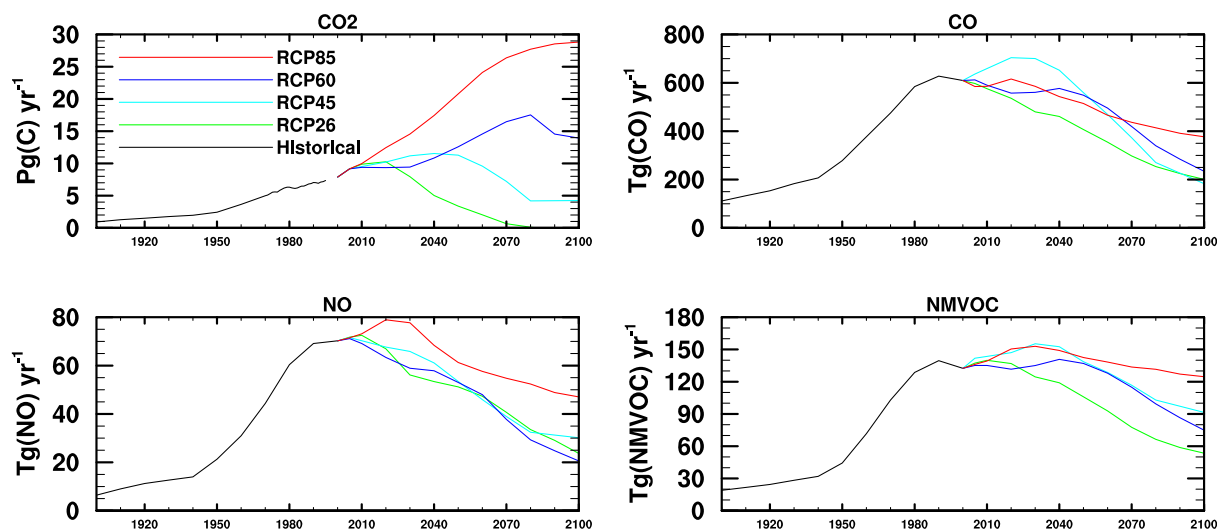 CO2
Pg(C) yr-1
30
25
20
15
10
5
0
RCP85
RCP60
RCP45
RCP26
Historical
1920 1950 1980 2010 2040 2070 2100
CO
Tg(CO) yr-1
800
600
400
200
0
1920 1950 1980 2010 2040 2070 2100
NO
Tg(NO) yr-1
80
60
40
20
0
1920 1950 1980 2010 2040 2070 2100
NMVOC
Tg(NMVOC) yr-1
180
150
120
90
60
30
0
1920 1950 1980 2010 2040 2070 2100